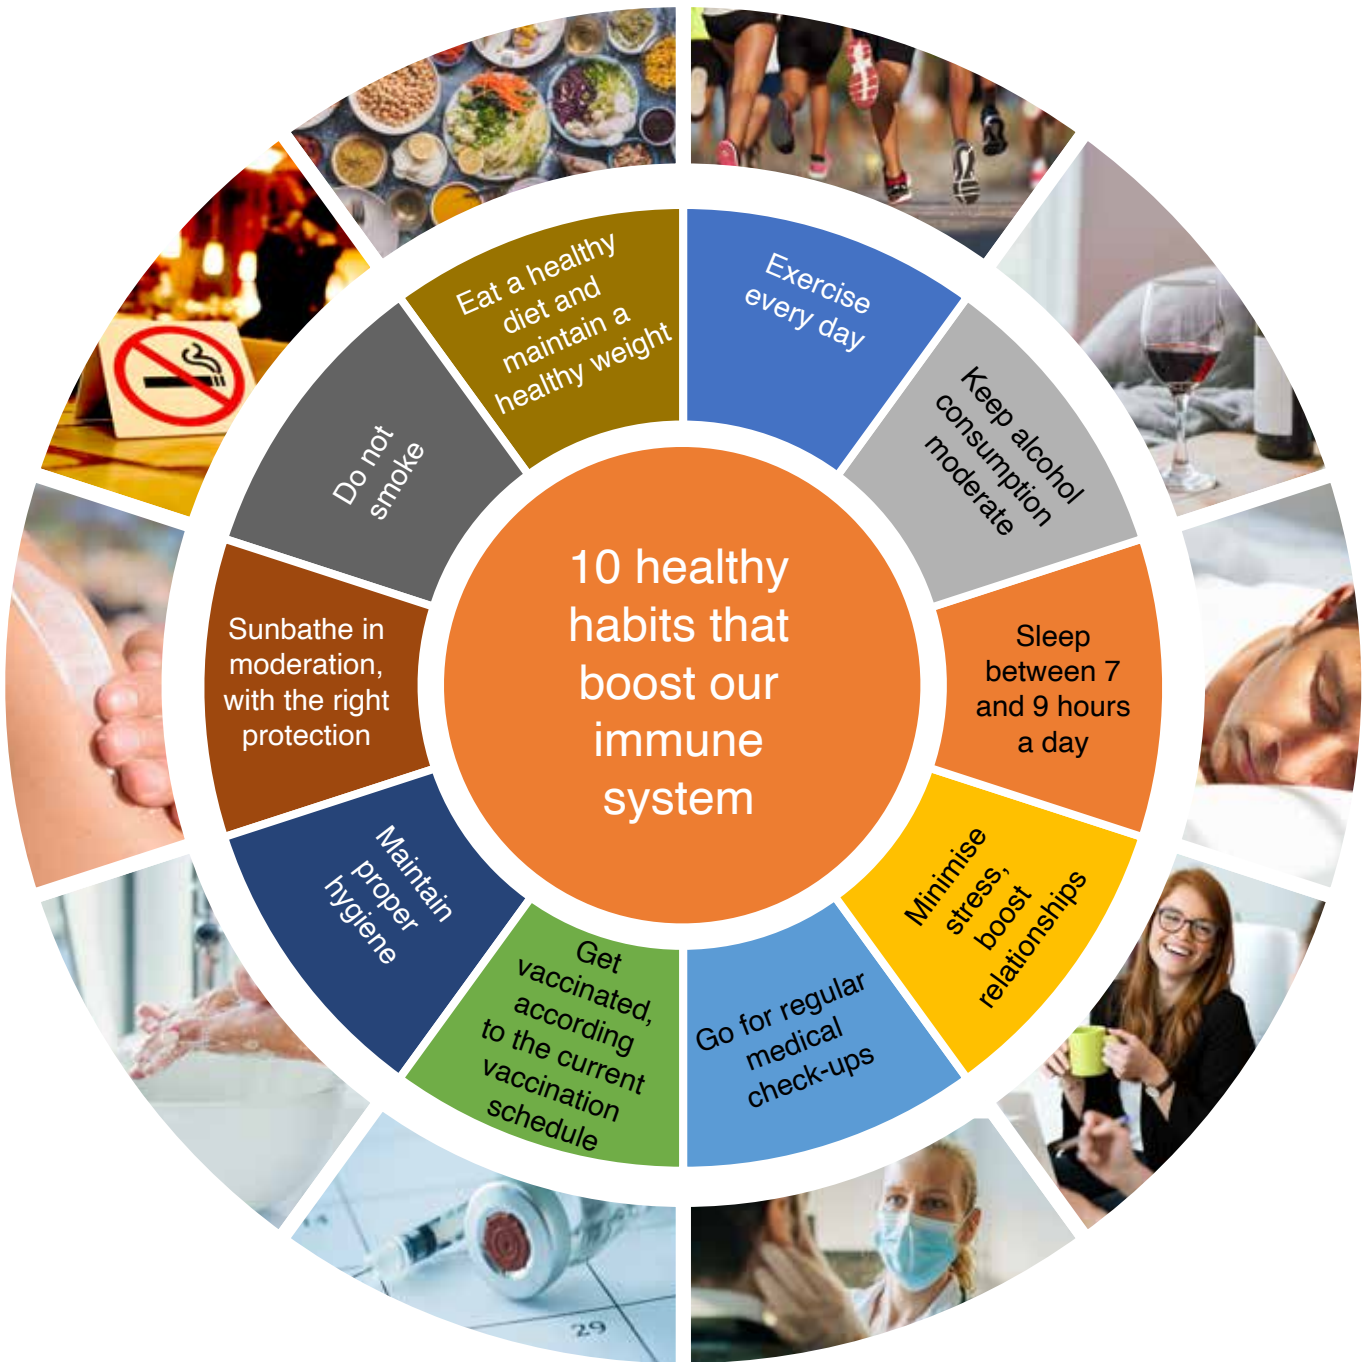 10 healthy
habits that
boost our
immune
system
Exercise
every day
Keep alcohol
consumption
moderate
Sleep
between 7
and 9 hours
a day
Minimise
stress,
boost
relationships
Go for regular
medical
check-ups
Get
vaccinated,
according
to the current
vaccination
schedule
Maintain
proper
hygiene
Sunbathe in
moderation,
with the right
protection
Do not
smoke
Eat a healthy
diet and
maintain a
healthy weight
29